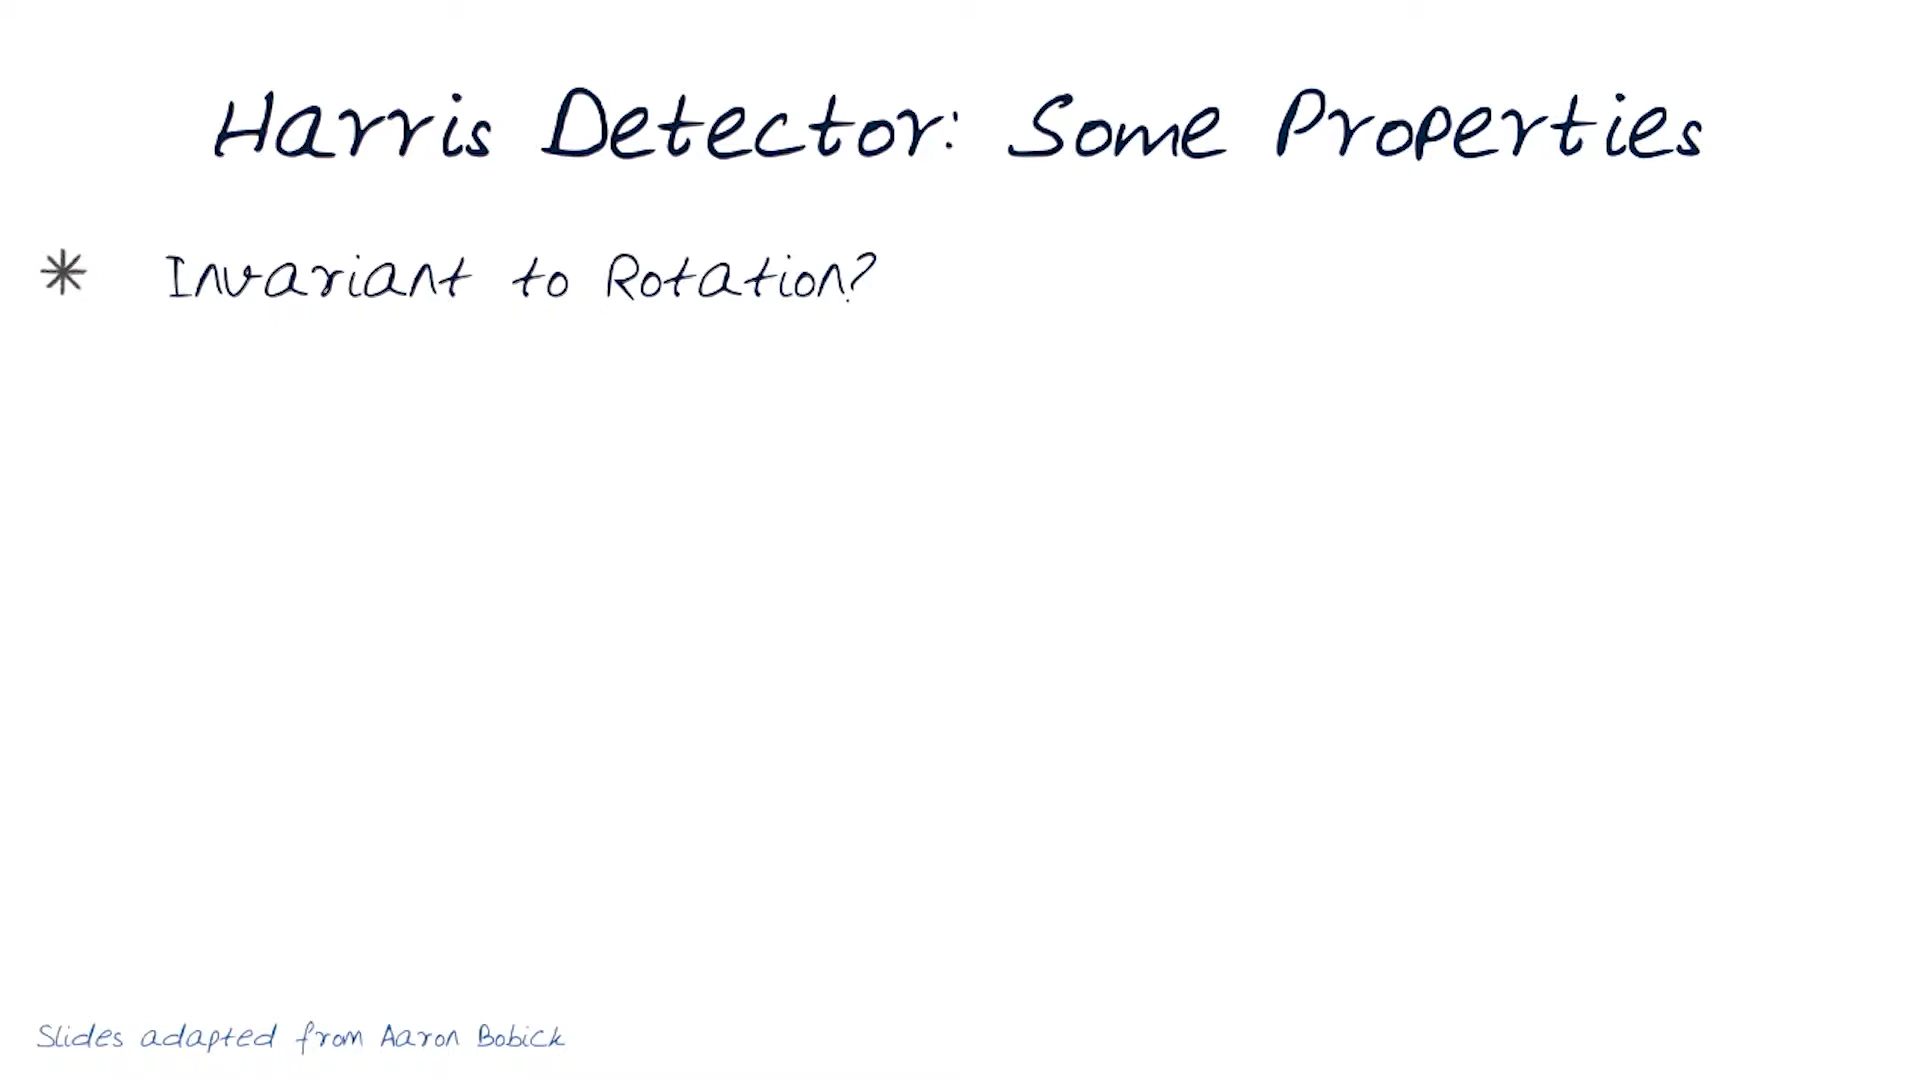 Harris Detector: Some Properties
* Invariant to Rotation?
Slides adapted from Aaron Bobick